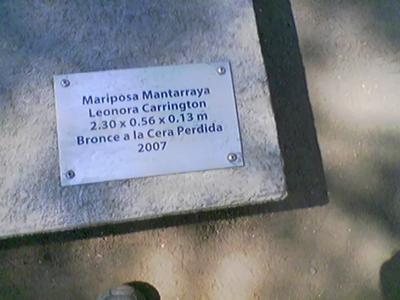 Mariposa Mantarraya
Leonora Carrington
2.30 x 0.56 x 0.13 m
Bronce a la Cera Perdida
2007